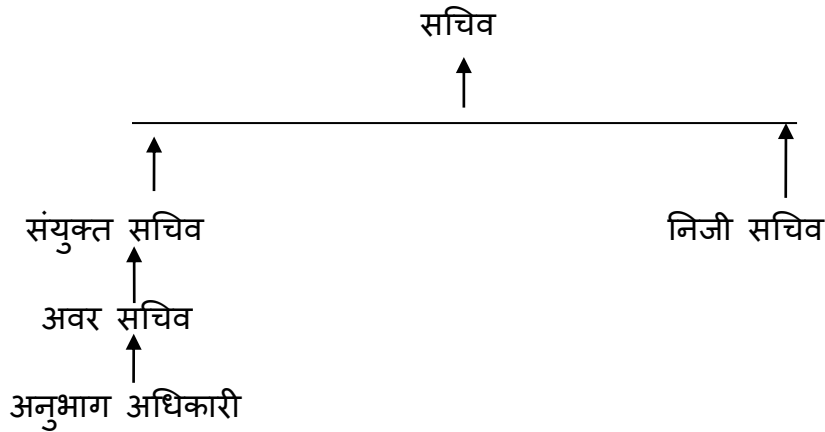 सचिव
संयुक्त सचिव
निजी सचिव
अवर सचिव
अनुभाग अधिकारी